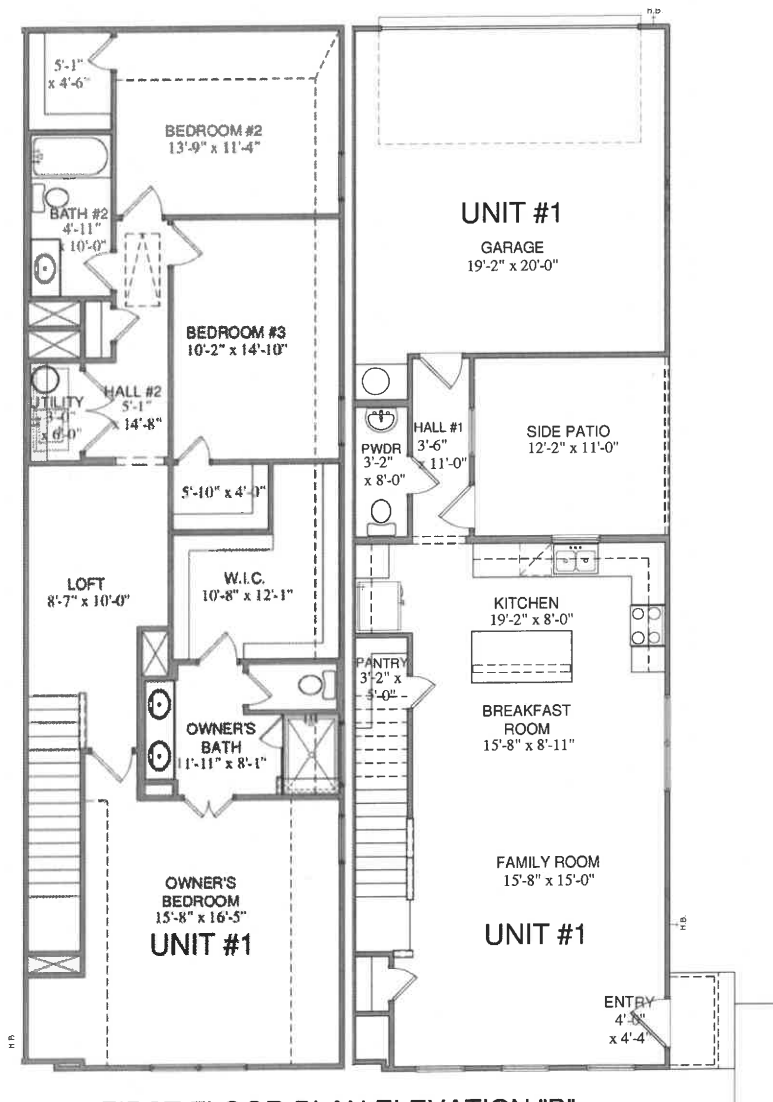 H.B.
5'-1"
x 4'-6"
BEDROOM #2
13'-9" x 11'-4"
BATH #2
4'-11"
x 10'-0"
BEDROOM #3
10'-2" x 14'-10"
UTILITY
3'-0"
x 6'-0"
HALL #2
5'-1"
x 14'-8"
5'-10" x 4'-0"
LOFT
8'-7" x 10'-0"
W.I.C.
10'-8" x 12'-1"
OWNER'S
BATH
11'-11" x 8'-1"
OWNER'S
BEDROOM
15'-8" x 16'-5"
UNIT #1
H.B.
UNIT #1
GARAGE
19'-2" x 20'-0"
PWDR
3'-2"
x 8'-0"
HALL #1
3'-6"
x 11'-0"
SIDE PATIO
12'-2" x 11'-0"
KITCHEN
19'-2" x 8'-0"
PANTRY
3'-2" x
5'-0"
BREAKFAST
ROOM
15'-8" x 8'-11"
FAMILY ROOM
15'-8" x 15'-0"
UNIT #1
H.B.
ENTRY
x 4'-4"